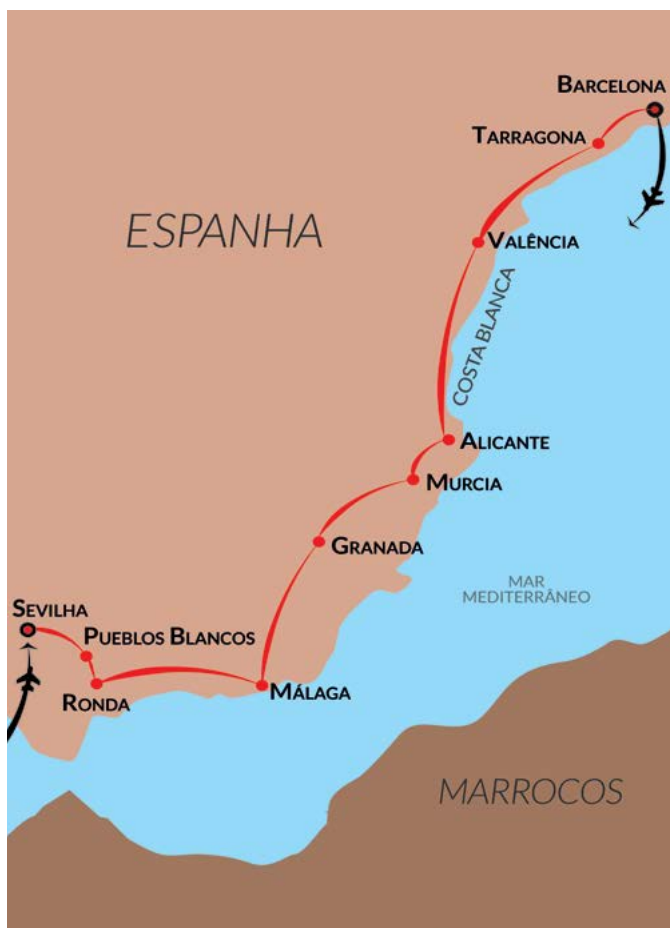 BARCELONA
TARRAGONA
ESPANHA
VALÊNCIA
COSTA BLANCA
ALICANTE
MURCIA
GRANADA
MAR
MEDITERRÂNEO
SEVILHA
PUEBLOS BLANCOS
RONDA
MÁLAGA
MARROCOS